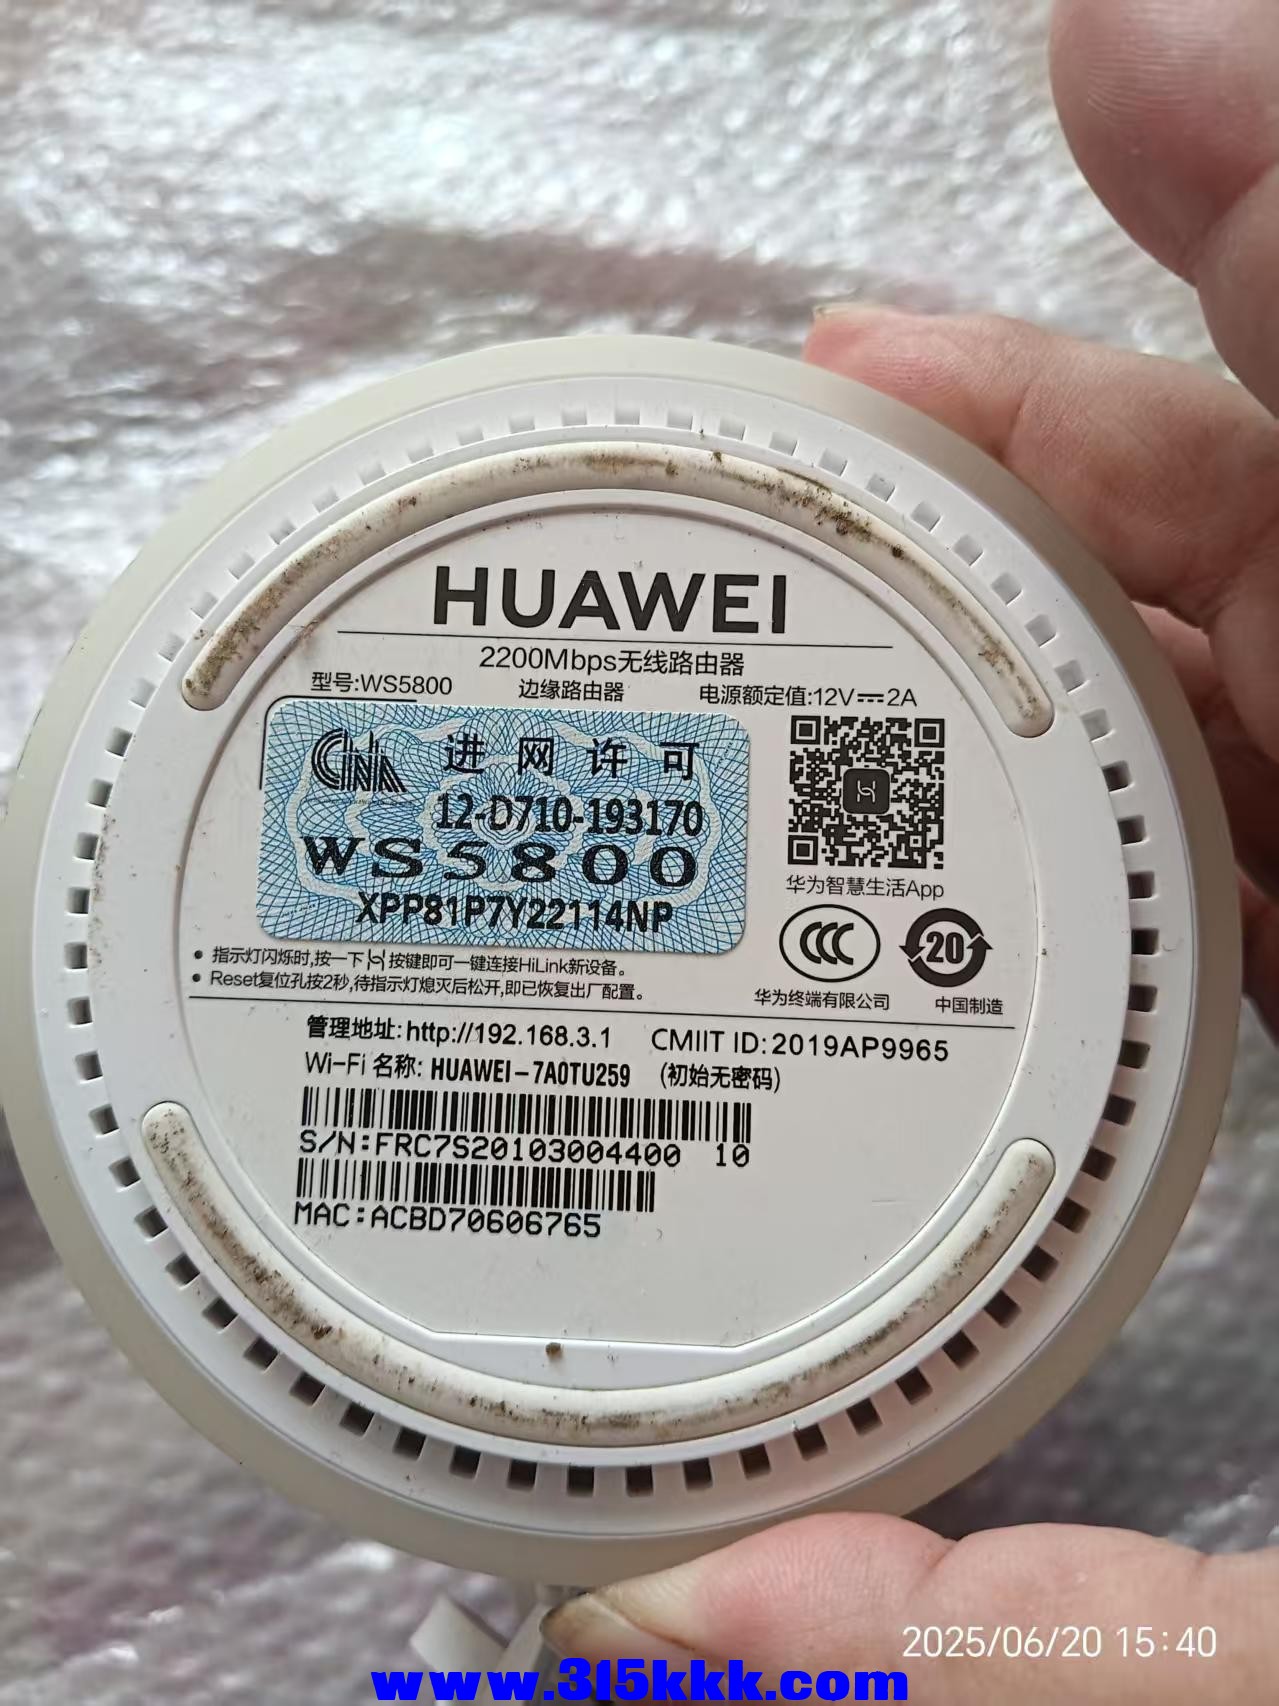 HUAWEI
2200Mbps无线路由器
型号:WS5800 边缘路由器 电源额定值:12V⎓2A
进网许可
12-D710-193170
WS5800
XPP81P7Y22114NP
华为智慧生活App
CCC
20
华为终端有限公司 中国制造
• 指示灯闪烁时,按一下 按键即可一键连接HiLink新设备。
• Reset复位孔按2秒,待指示灯熄灭后松开,即已恢复出厂配置。
管理地址:http://192.168.3.1 CMIIT ID:2019AP9965
Wi-Fi 名称: HUAWEI-7A0TU259 (初始无密码)
S/N:FRC7S20103004400 10
MAC:ACBD70606765
2025/06/20 15:40
www.315kkk.com